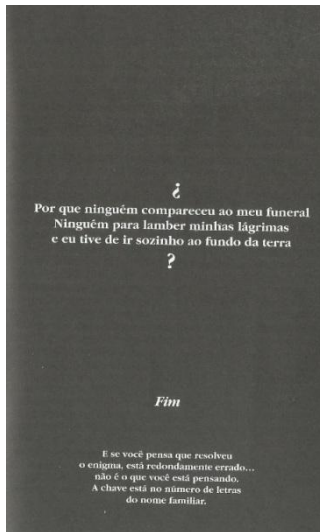 ¿
Por que ninguém compareceu ao meu funeral
Ninguém para lamber minhas lágrimas
e eu tive de ir sozinho ao fundo da terra
?
Fim
E se você pensa que resolveu
o enigma, está redondamente errado...
não é o que você está pensando.
A chave está no número de letras
do nome familiar.